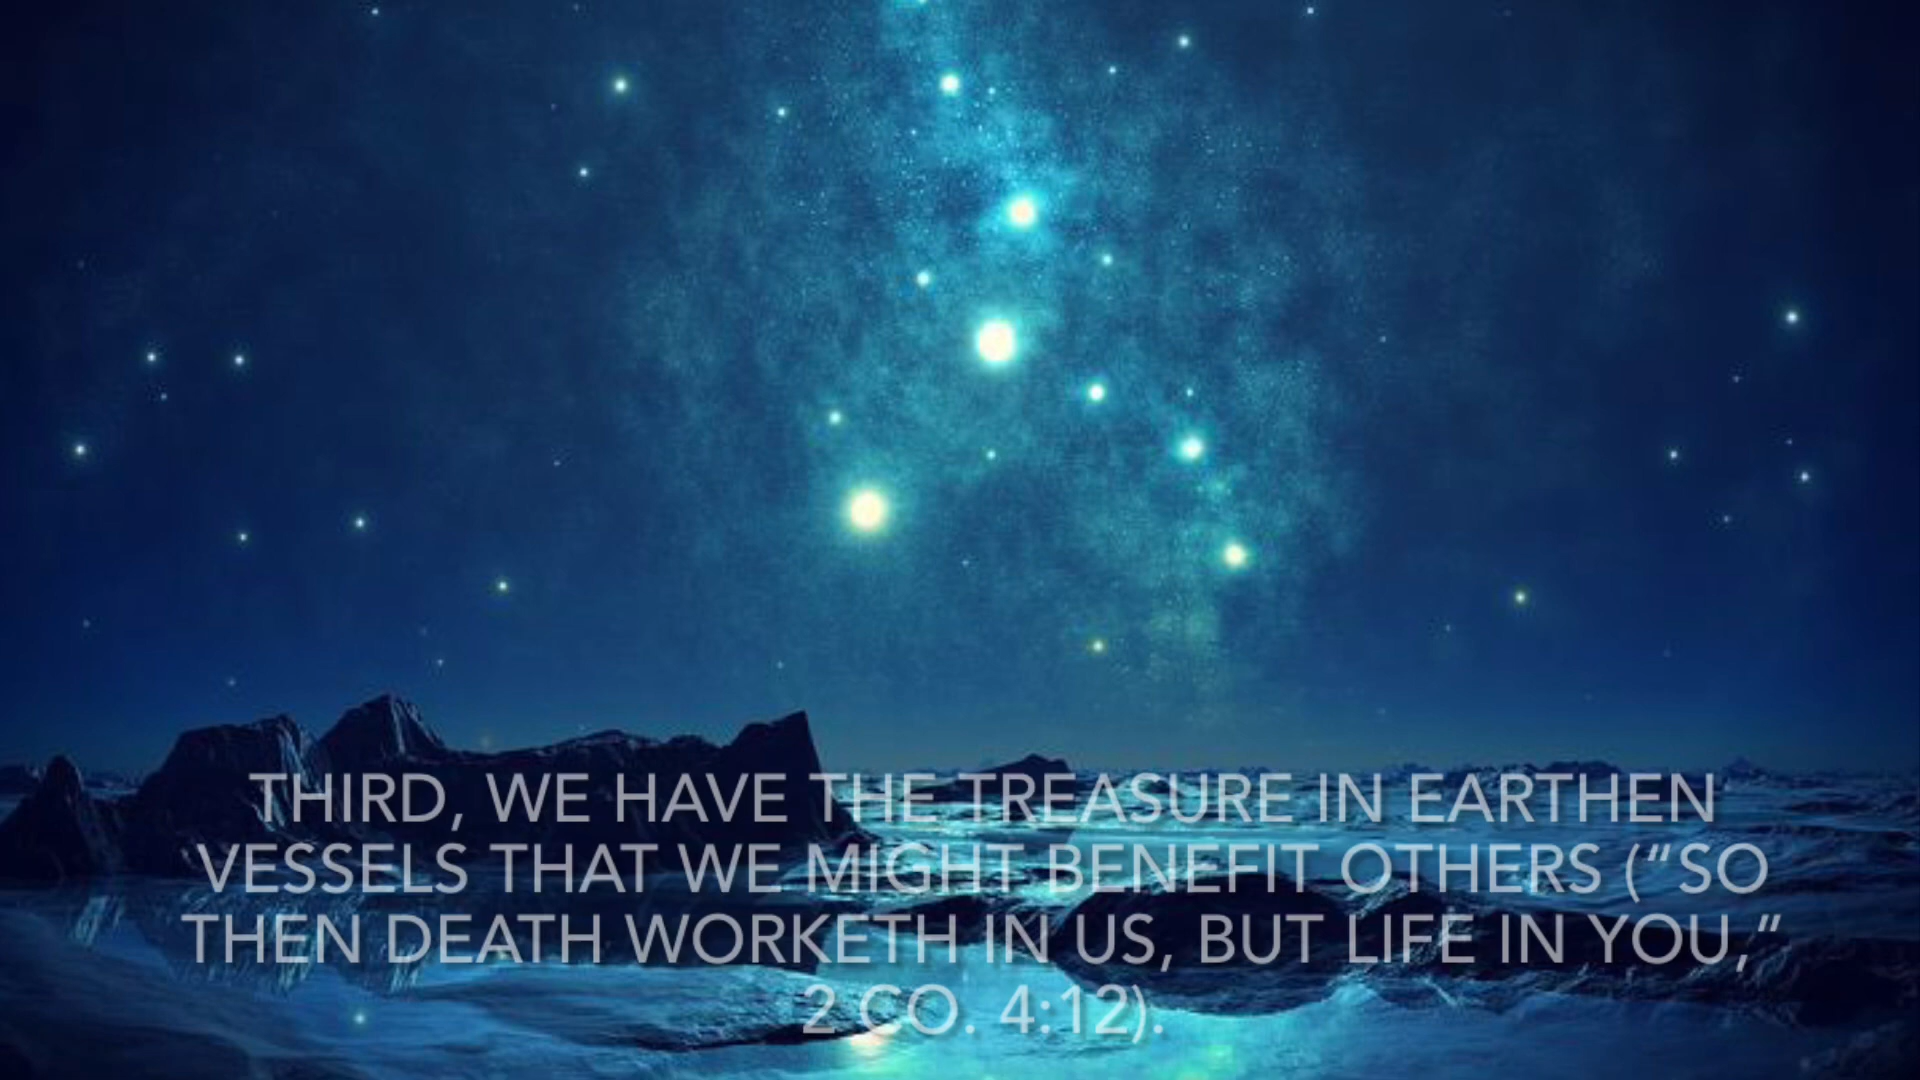 THIRD, WE HAVE THE TREASURE IN EARTHEN
VESSELS THAT WE MIGHT BENEFIT OTHERS (“SO
THEN DEATH WORKETH IN US, BUT LIFE IN YOU,”
2 CO. 4:12).